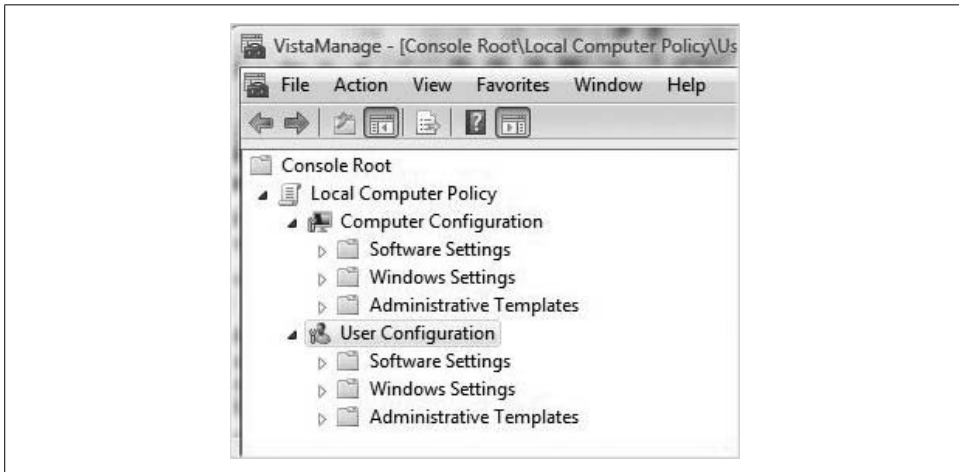 VistaManage - [Console Root\Local Computer Policy\Us
File Action View Favorites Window Help
Console Root
Local Computer Policy
Computer Configuration
Software Settings
Windows Settings
Administrative Templates
User Configuration
Software Settings
Windows Settings
Administrative Templates